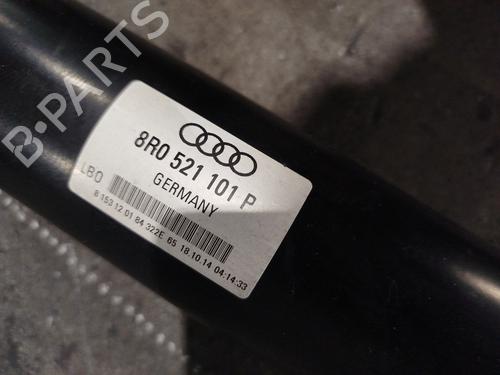 B-PARTS
8R0 521 101 P
GERMANY
LBO
8 153 12 01 84 322E 65 18.10.14 04:14:33